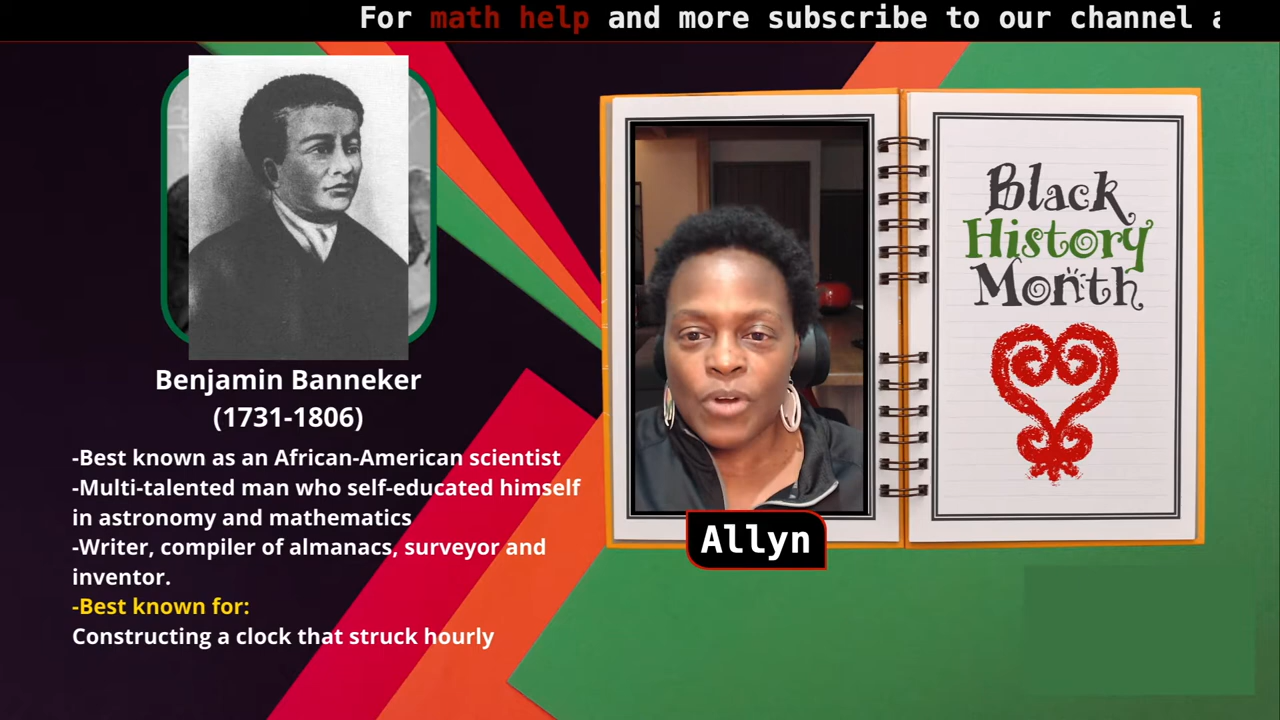 For math help and more subscribe to our channel
Benjamin Banneker
(1731-1806)
-Best known as an African-American scientist
-Multi-talented man who self-educated himself
in astronomy and mathematics
-Writer, compiler of almanacs, surveyor and
inventor.
-Best known for:
Constructing a clock that struck hourly
Allyn
Black
History
Month